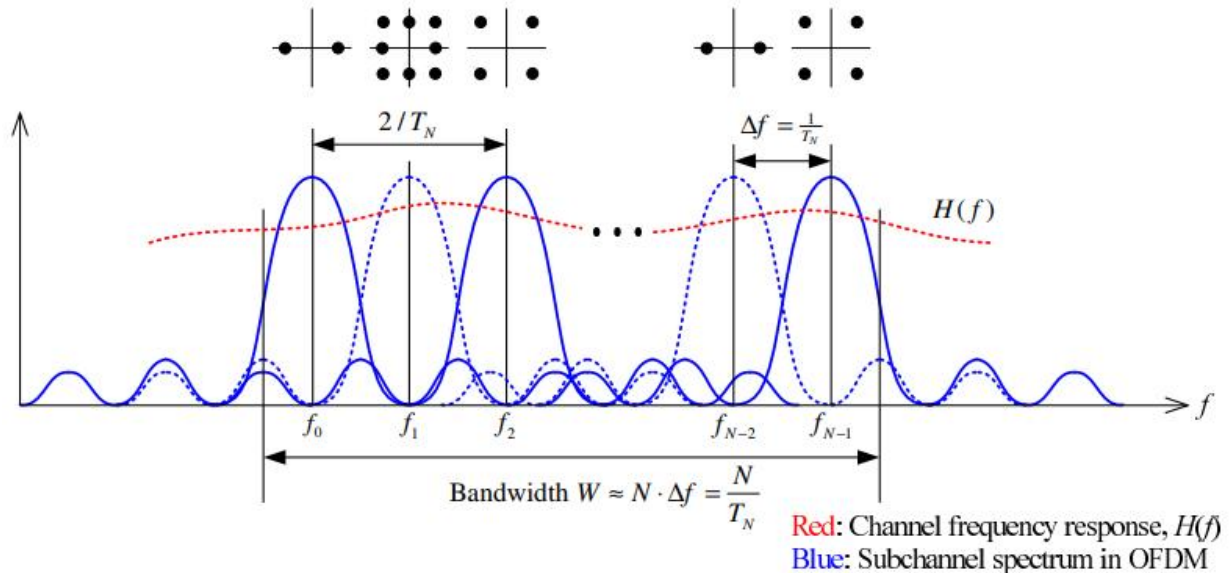 2 / T_N
Δf = 1/T_N
H(f)
f_0 f_1 f_2 f_{N-2} f_{N-1} f
Bandwidth W ≈ N · Δf = N/T_N
Red: Channel frequency response, H(f)
Blue: Subchannel spectrum in OFDM